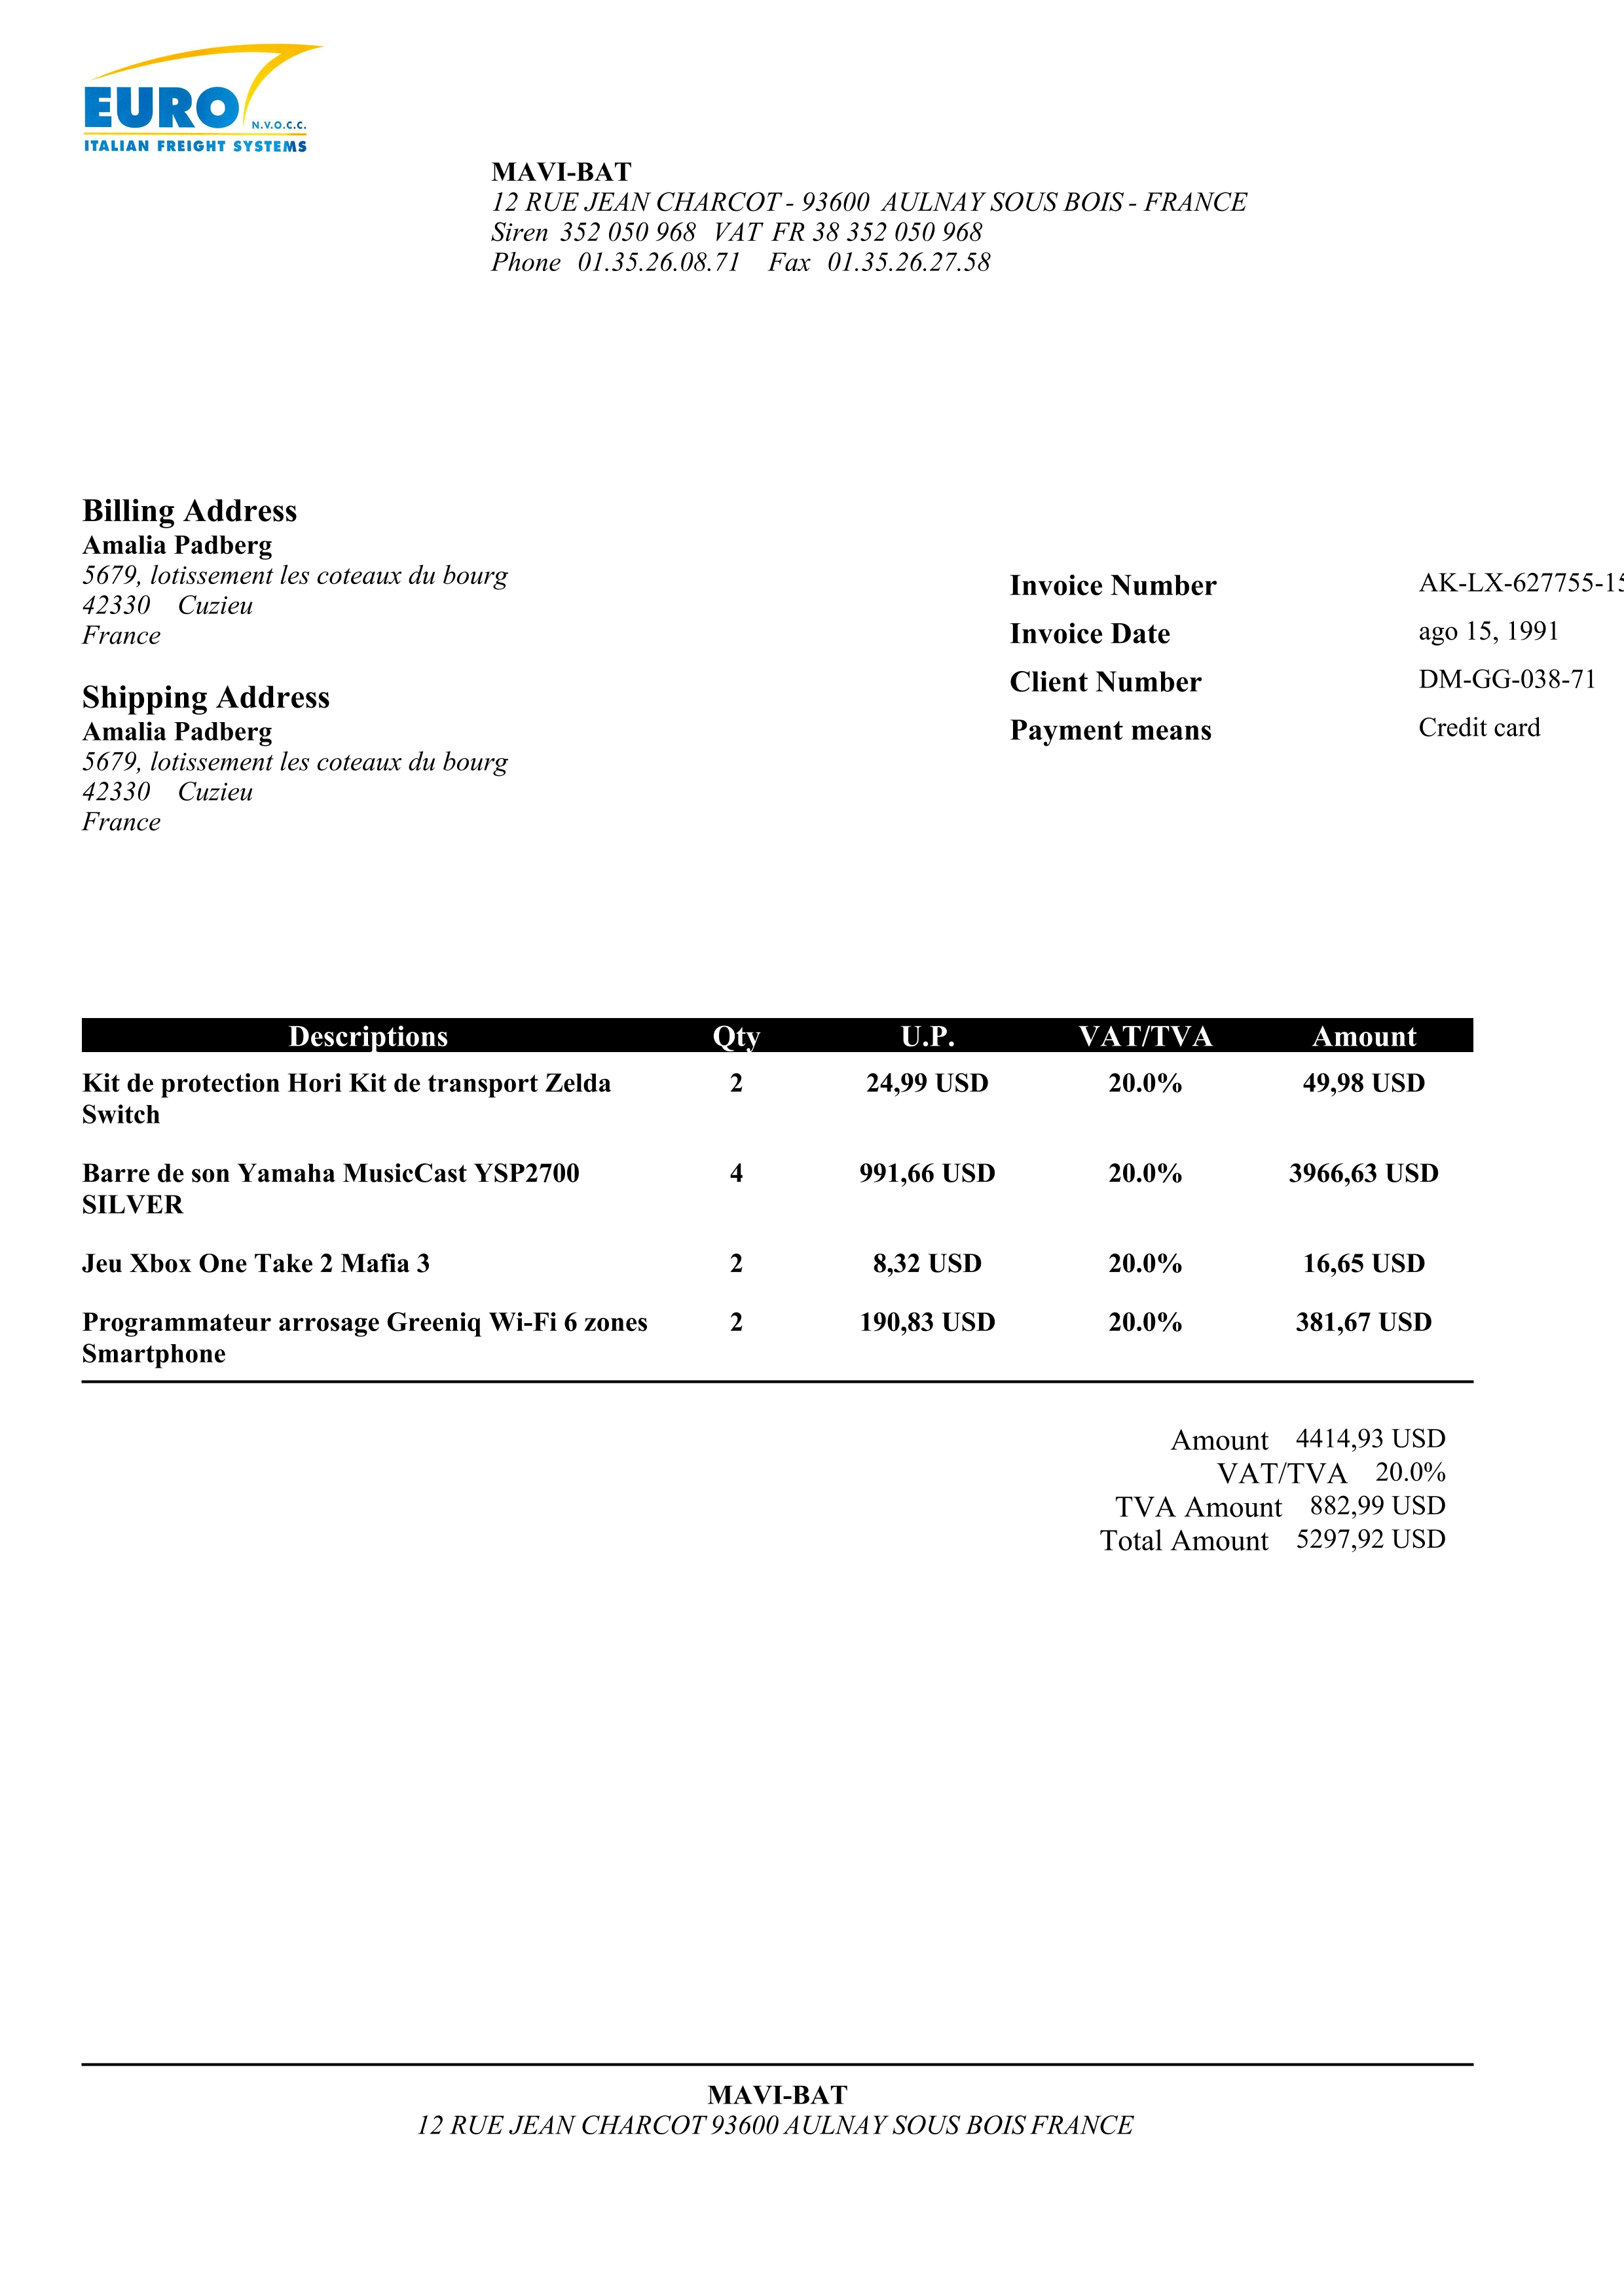 EURO
N.V.O.C.C.
ITALIAN FREIGHT SYSTEMS
MAVI-BAT
12 RUE JEAN CHARCOT - 93600 AULNAY SOUS BOIS - FRANCE
Siren 352 050 968 VAT FR 38 352 050 968
Phone 01.35.26.08.71 Fax 01.35.26.27.58
Billing Address
Amalia Padberg
5679, lotissement les coteaux du bourg
42330 Cuzieu
France
Shipping Address
Amalia Padberg
5679, lotissement les coteaux du bourg
42330 Cuzieu
France
Invoice Number AK-LX-627755-15
Invoice Date ago 15, 1991
Client Number DM-GG-038-71
Payment means Credit card
Descriptions Qty U.P. VAT/TVA Amount
Kit de protection Hori Kit de transport Zelda 2 24,99 USD 20.0% 49,98 USD
Switch
Barre de son Yamaha MusicCast YSP2700 4 991,66 USD 20.0% 3966,63 USD
SILVER
Jeu Xbox One Take 2 Mafia 3 2 8,32 USD 20.0% 16,65 USD
Programmateur arrosage Greeniq Wi-Fi 6 zones 2 190,83 USD 20.0% 381,67 USD
Smartphone
Amount 4414,93 USD
VAT/TVA 20.0%
TVA Amount 882,99 USD
Total Amount 5297,92 USD
MAVI-BAT
12 RUE JEAN CHARCOT 93600 AULNAY SOUS BOIS FRANCE